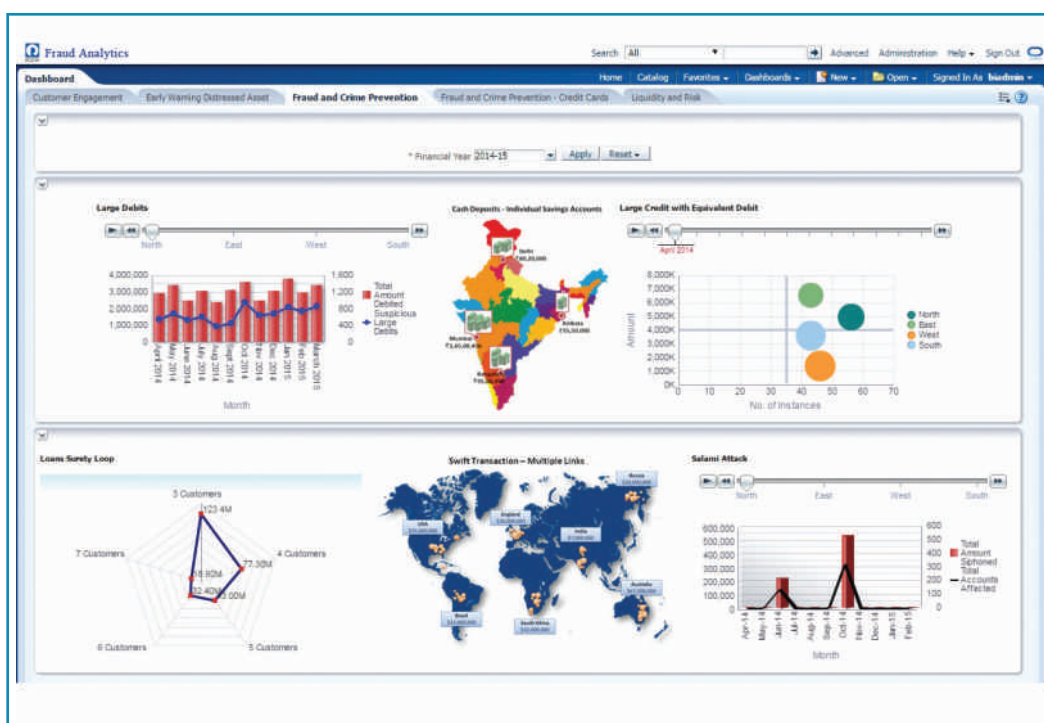 Fraud Analytics
Search All Advanced Administration Help Sign Out
Dashboard
Home Catalog Favorites Dashboards New Open Signed In As biadmin
Customer Engagement Early Warning Distressed Asset Fraud and Crime Prevention Fraud and Crime Prevention - Credit Cards Liquidity and Risk
* Financial Year 2014-15 Apply Reset
Large Debits
North East West South
4,000,000
3,000,000
2,000,000
1,000,000
0
1,600
1,200
800
400
0
Total Amount Debited
Suspicious Large Debits
April 2014
May 2014
June 2014
July 2014
Aug 2014
Sept 2014
Oct 2014
Nov 2014
Dec 2014
Jan 2015
Feb 2015
March 2015
Month
Cash Deposits - Individual Savings Accounts
Delhi
Kolkata
Mumbai
Large Credit with Equivalent Debit
April 2014
8,000K
7,000K
6,000K
5,000K
4,000K
3,000K
2,000K
1,000K
0K
Amount
0 10 20 30 40 50 60 70
No. of Instances
North
East
West
South
Loans Surety Loop
3 Customers
123.4M
7 Customers
4 Customers
77.30M
6 Customers
5 Customers
Swift Transaction – Multiple Links
Russia
England
USA
India
Australia
Brazil
South Africa
Salami Attack
North East West South
600,000
500,000
400,000
300,000
200,000
100,000
0
600
500
400
300
200
100
0
Total Amount Siphoned
Total Accounts Affected
Apr-14
May-14
Jun-14
Jul-14
Aug-14
Sep-14
Oct-14
Nov-14
Dec-14
Jan-15
Feb-15
Month